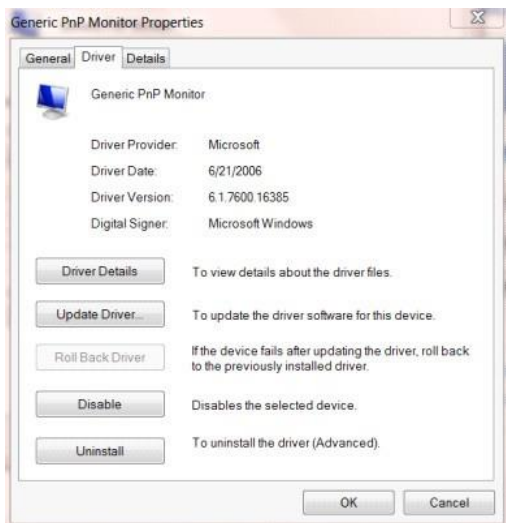 Generic PnP Monitor Properties
General Driver Details
Generic PnP Monitor
Driver Provider: Microsoft
Driver Date: 6/21/2006
Driver Version: 6.1.7600.16385
Digital Signer: Microsoft Windows
Driver Details To view details about the driver files.
Update Driver... To update the driver software for this device.
Roll Back Driver If the device fails after updating the driver, roll back
to the previously installed driver.
Disable Disables the selected device.
Uninstall To uninstall the driver (Advanced).
OK Cancel